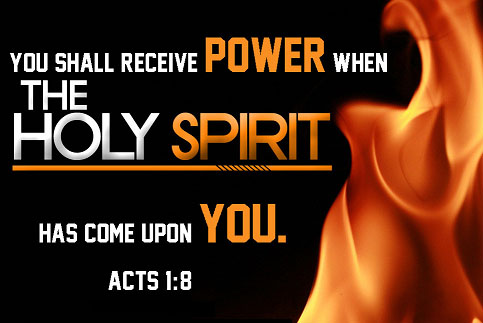 YOU SHALL RECEIVE POWER WHEN
THE
HOLY SPIRIT
HAS COME UPON YOU.
ACTS 1:8